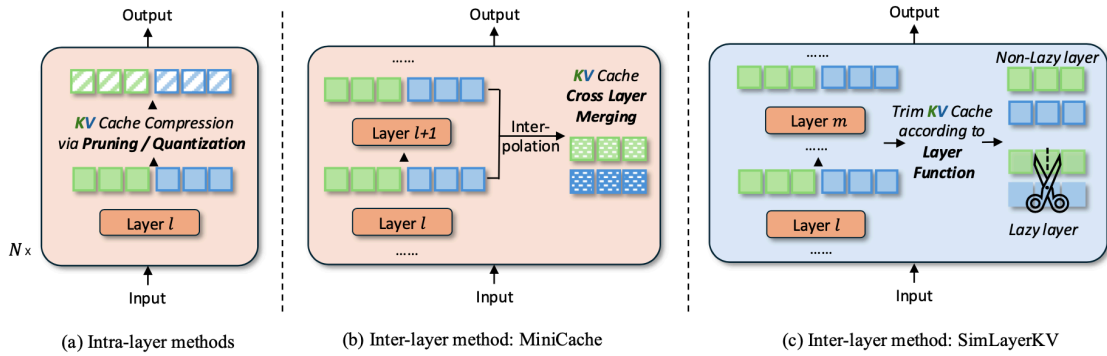 Output
KV Cache Compression
via Pruning / Quantization
Layer l
N x
Input
(a) Intra-layer methods
Output
......
Layer l+1
Layer l
......
Inter-
polation
KV Cache
Cross Layer
Merging
Input
(b) Inter-layer method: MiniCache
Output
......
Layer m
......
Layer l
......
Trim KV Cache
according to
Layer
Function
Non-Lazy layer
Lazy layer
Input
(c) Inter-layer method: SimLayerKV